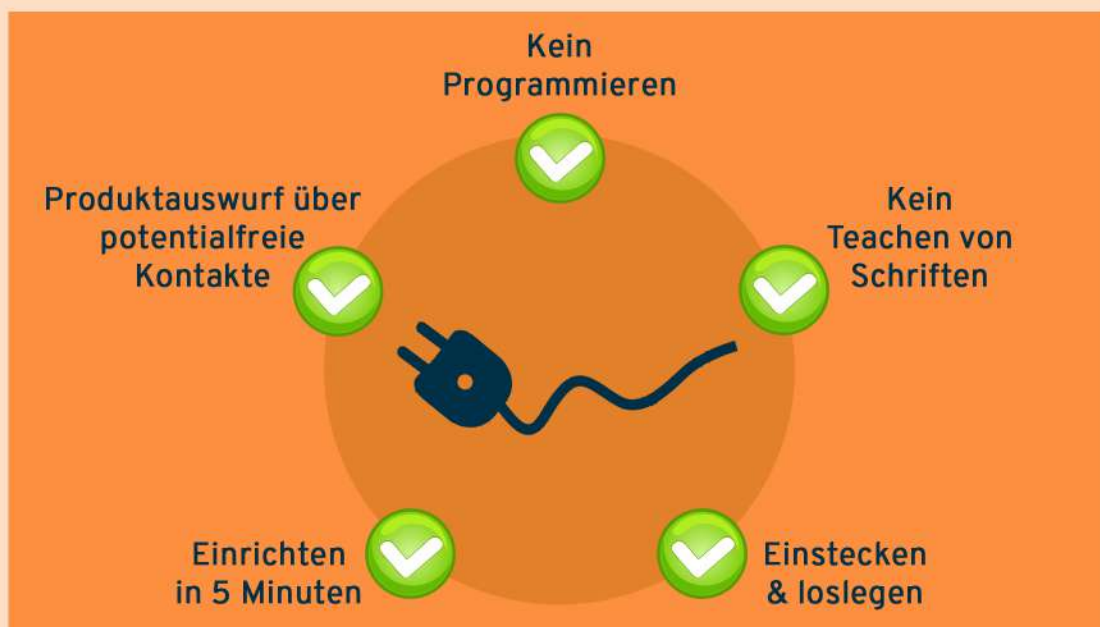 Kein
Programmieren
Produktauswurf über
potentialfreie
Kontakte
Kein
Teachen von
Schriften
Einrichten
in 5 Minuten
Einstecken
& loslegen